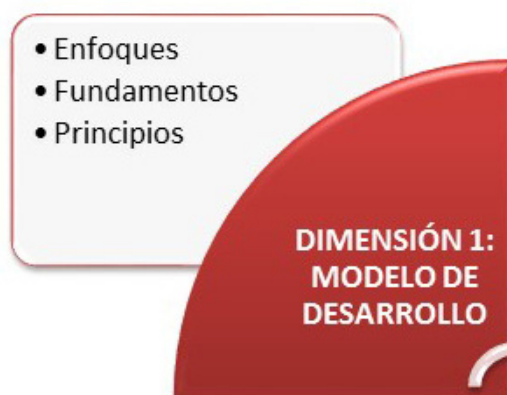 • Enfoques
• Fundamentos
• Principios
DIMENSIÓN 1:
MODELO DE
DESARROLLO